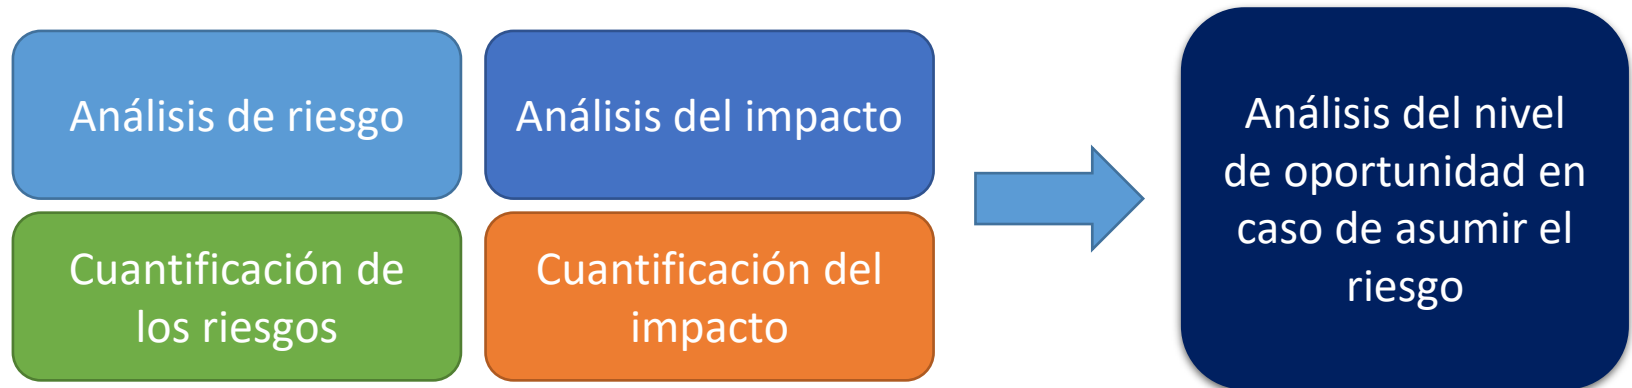 Análisis de riesgo
Análisis del impacto
Cuantificación de
los riesgos
Cuantificación del
impacto
Análisis del nivel
de oportunidad en
caso de asumir el
riesgo